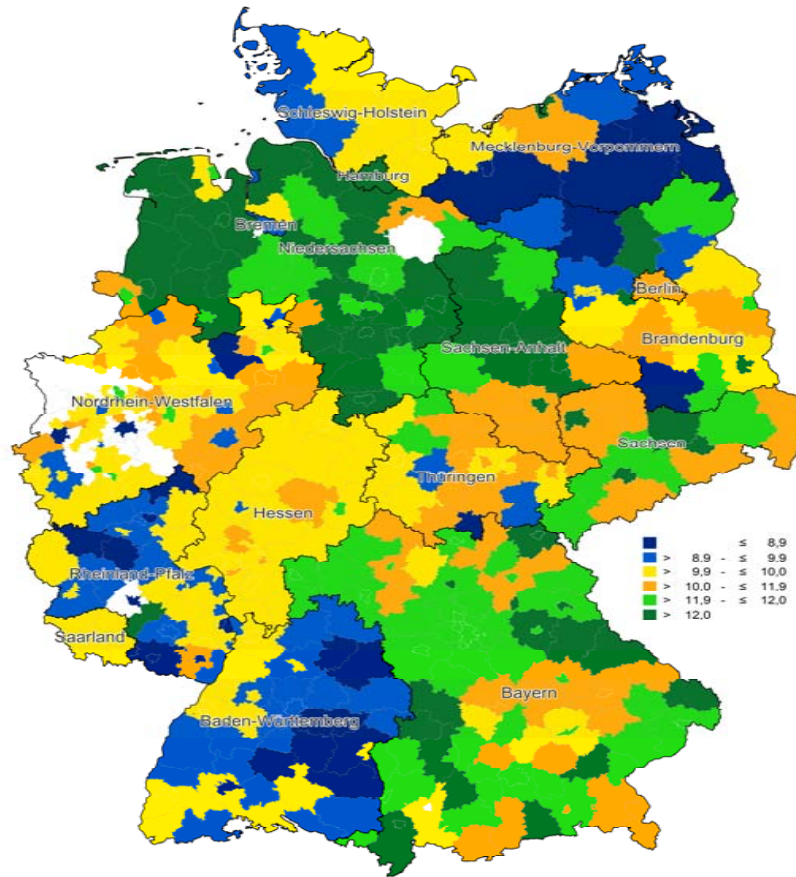 Schleswig-Holstein
Mecklenburg-Vorpommern
Hamburg
Bremen
Niedersachsen
Berlin
Brandenburg
Sachsen-Anhalt
Nordrhein-Westfalen
Sachsen
Thüringen
Hessen
≤ 8,9
> 8.9 - ≤ 9,9
> 9,9 - ≤ 10,0
> 10.0 - ≤ 11,9
> 11,9 - ≤ 12,0
> 12,0
Rheinland-Pfalz
Saarland
Bayern
Baden-Württemberg